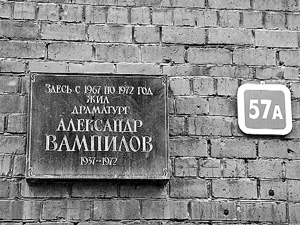 ЗДЕСЬ С 1967 ПО 1972 ГОД
ЖИЛ
ДРАМАТУРГ
АЛЕКСАНДР
ВАМПИЛОВ
1937–1972
57А